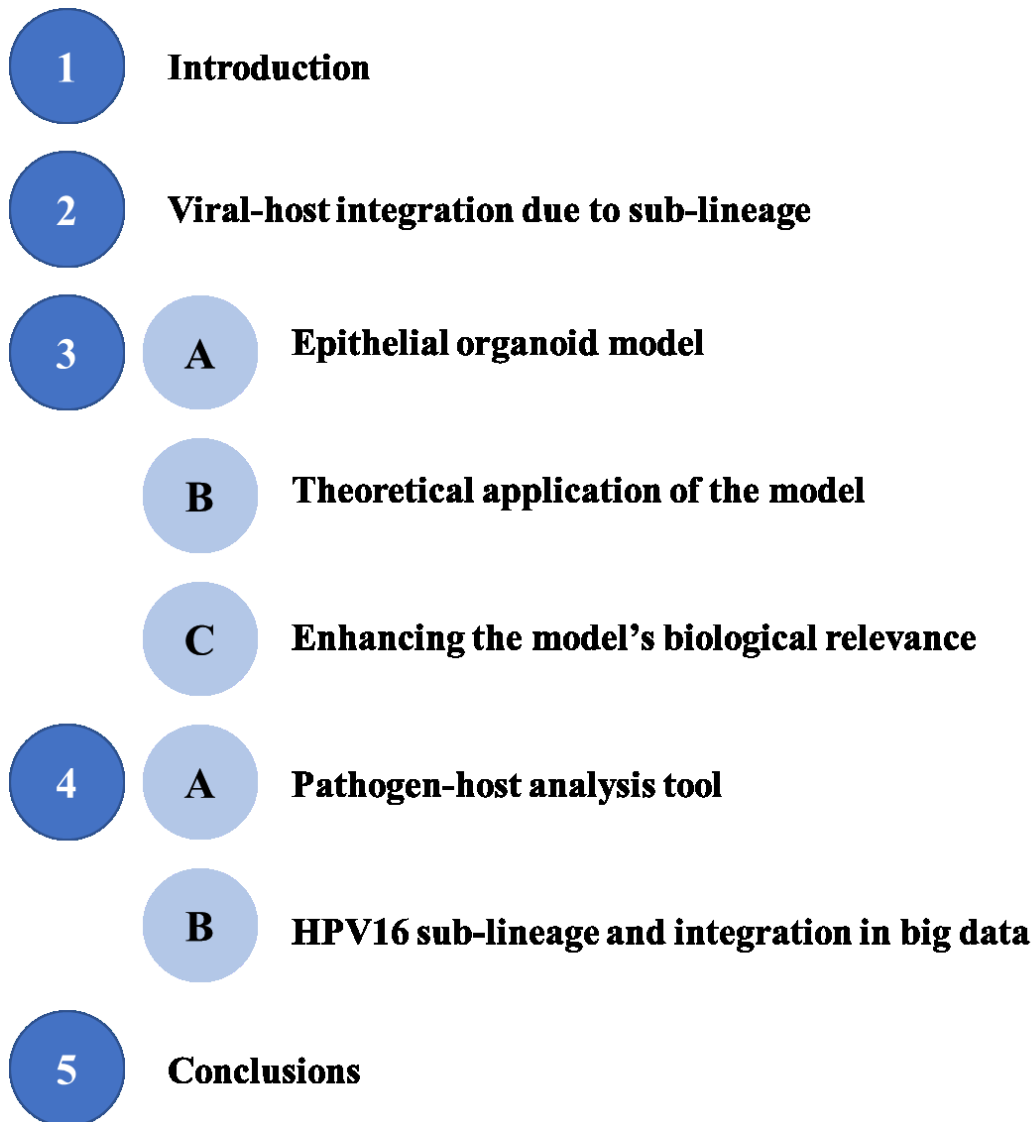 1 Introduction
2 Viral-host integration due to sub-lineage
3 A Epithelial organoid model
B Theoretical application of the model
C Enhancing the model’s biological relevance
4 A Pathogen-host analysis tool
B HPV16 sub-lineage and integration in big data
5 Conclusions